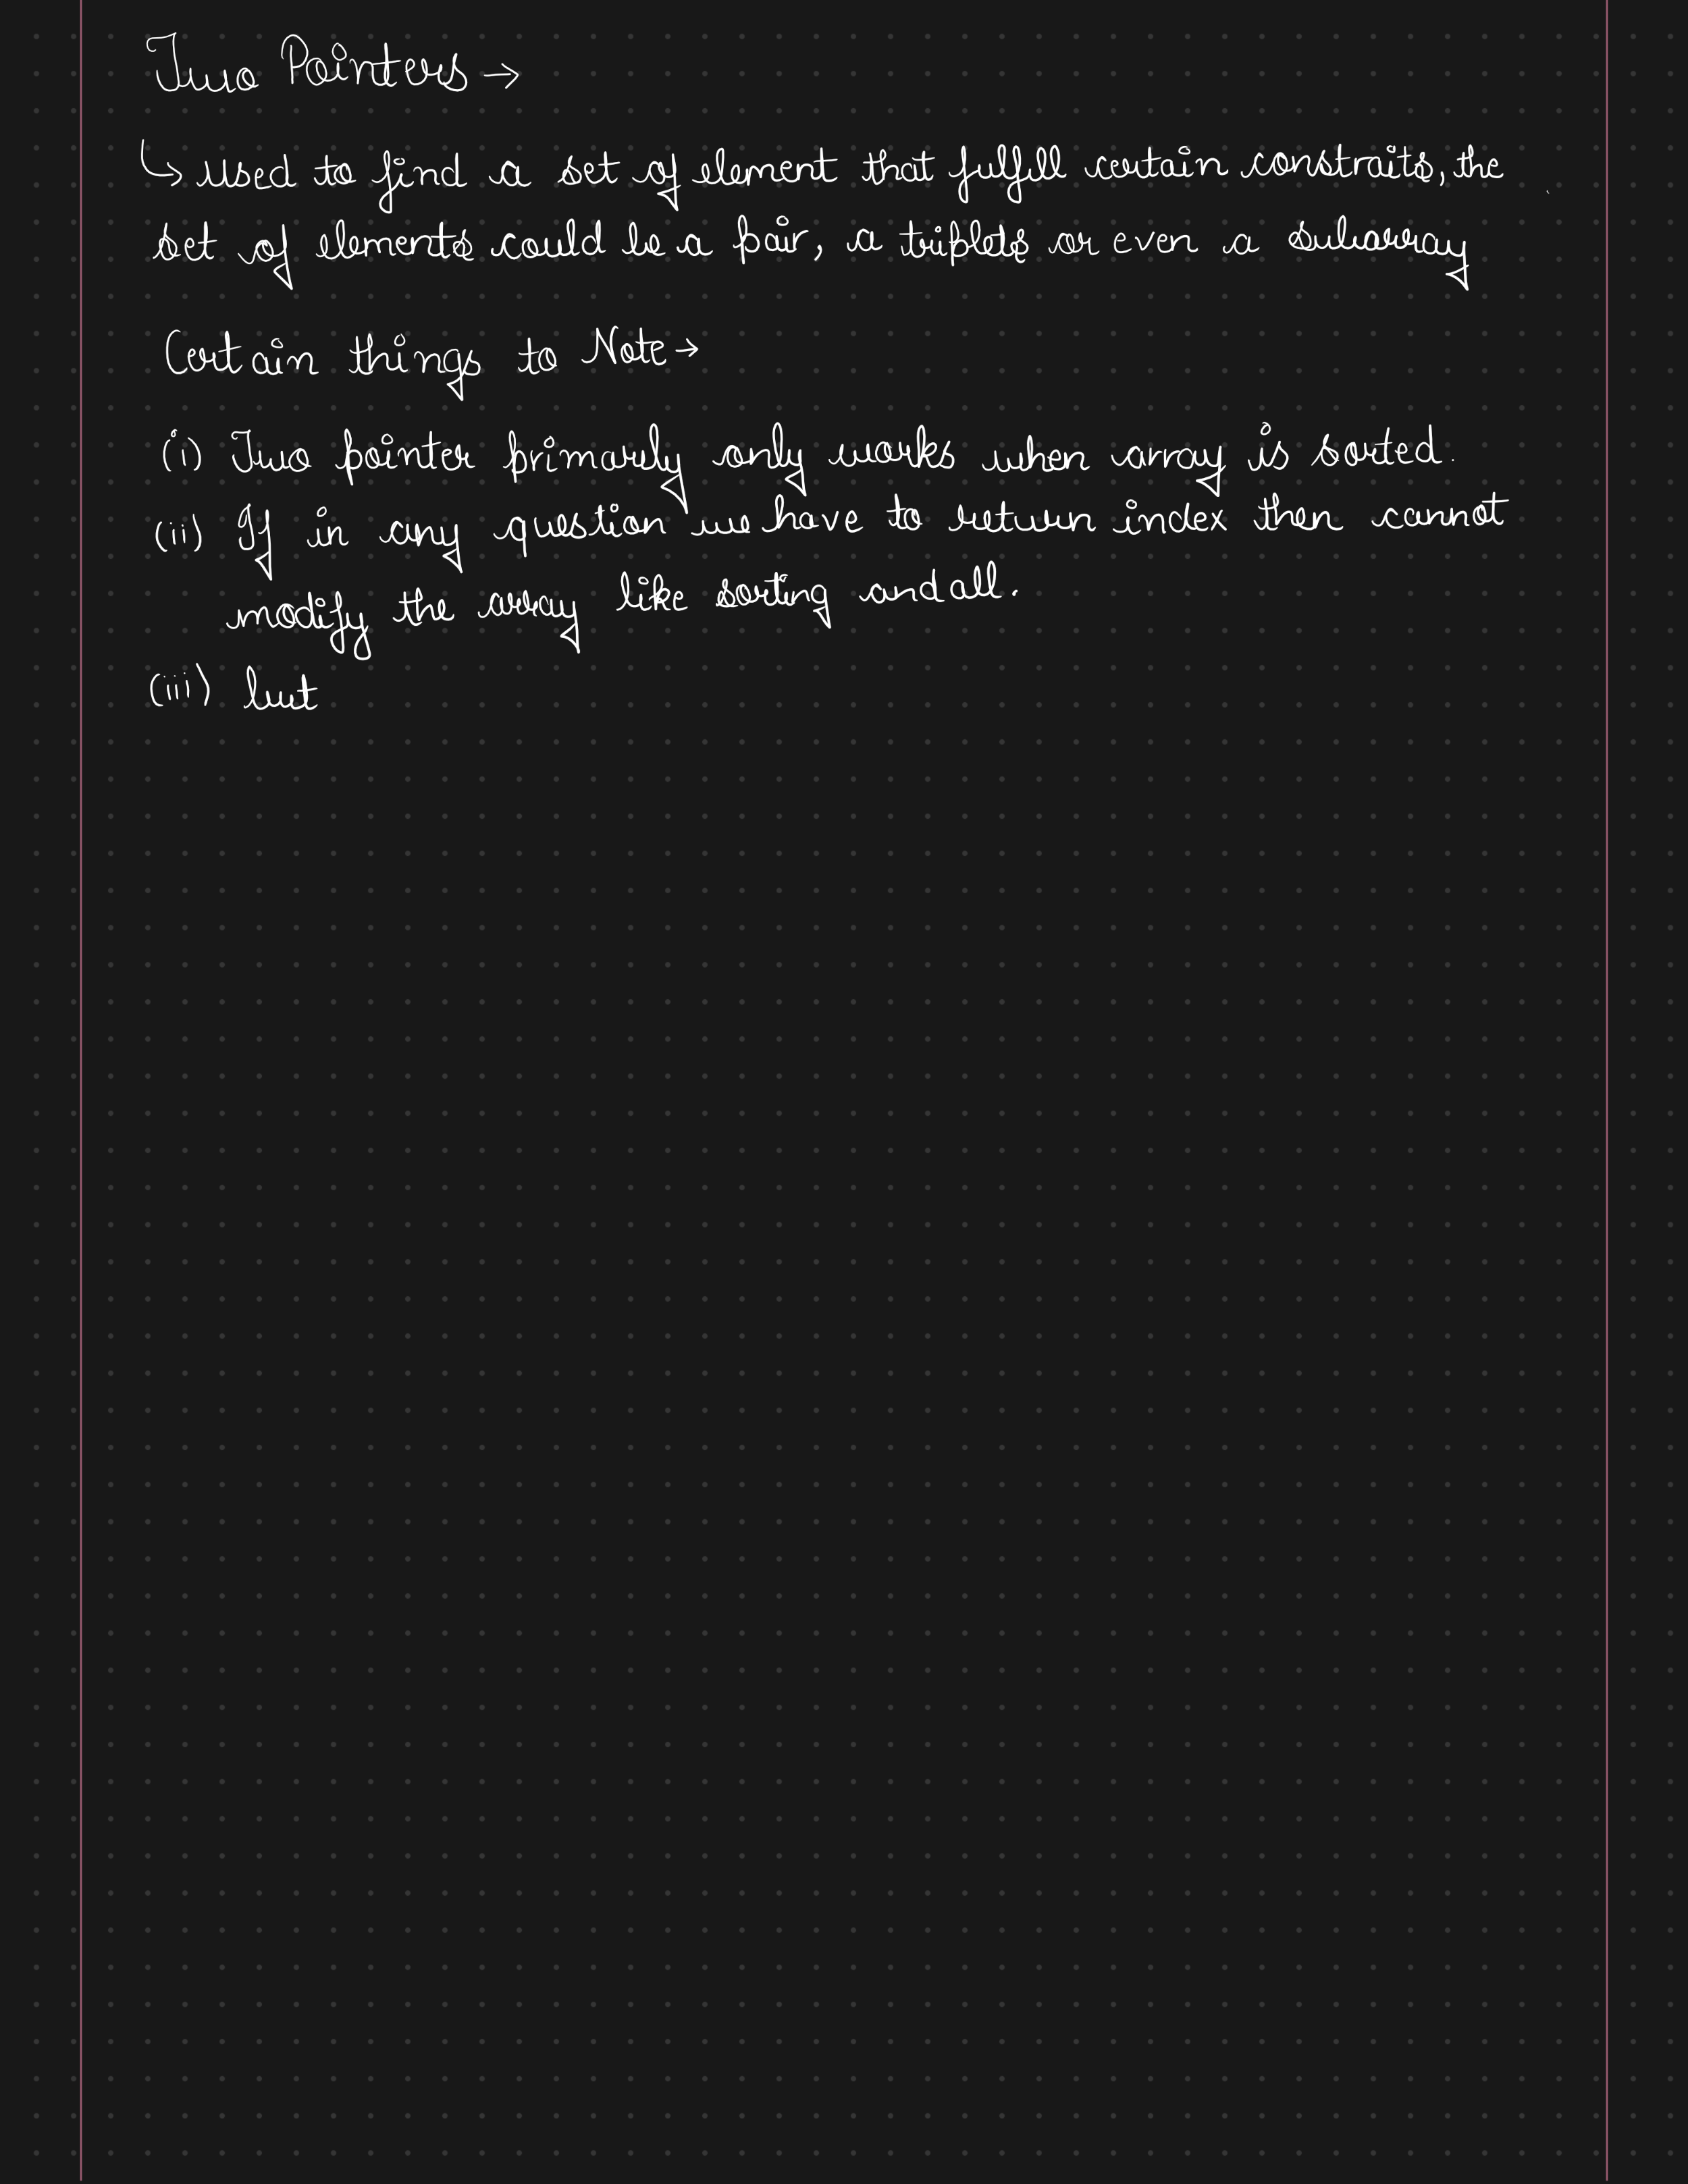 Two Pointers →
↳ used to find a set of element that fulfill certain constraits, the
set of elements could be a pair, a triplets or even a subarray
Certain things to Note →
(i) Two pointer primarily only works when array is sorted.
(ii) If in any question we have to return index then cannot
modify the array like sorting and all.
(iii) but